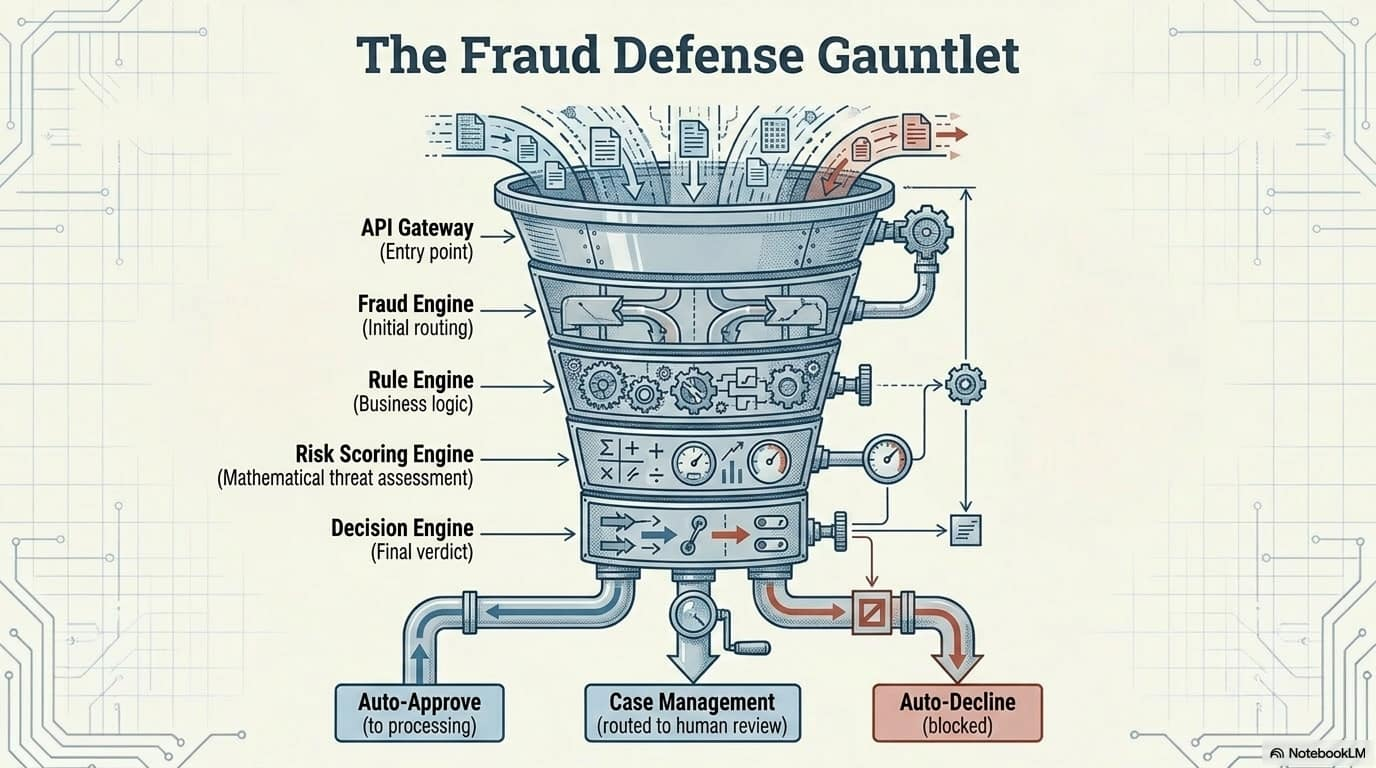 The Fraud Defense Gauntlet
API Gateway
(Entry point)
Fraud Engine
(Initial routing)
Rule Engine
(Business logic)
Risk Scoring Engine
(Mathematical threat assessment)
Decision Engine
(Final verdict)
Σ + +
× ÷
Auto-Approve
(to processing)
Case Management
(routed to human review)
Auto-Decline
(blocked)
NotebookLM